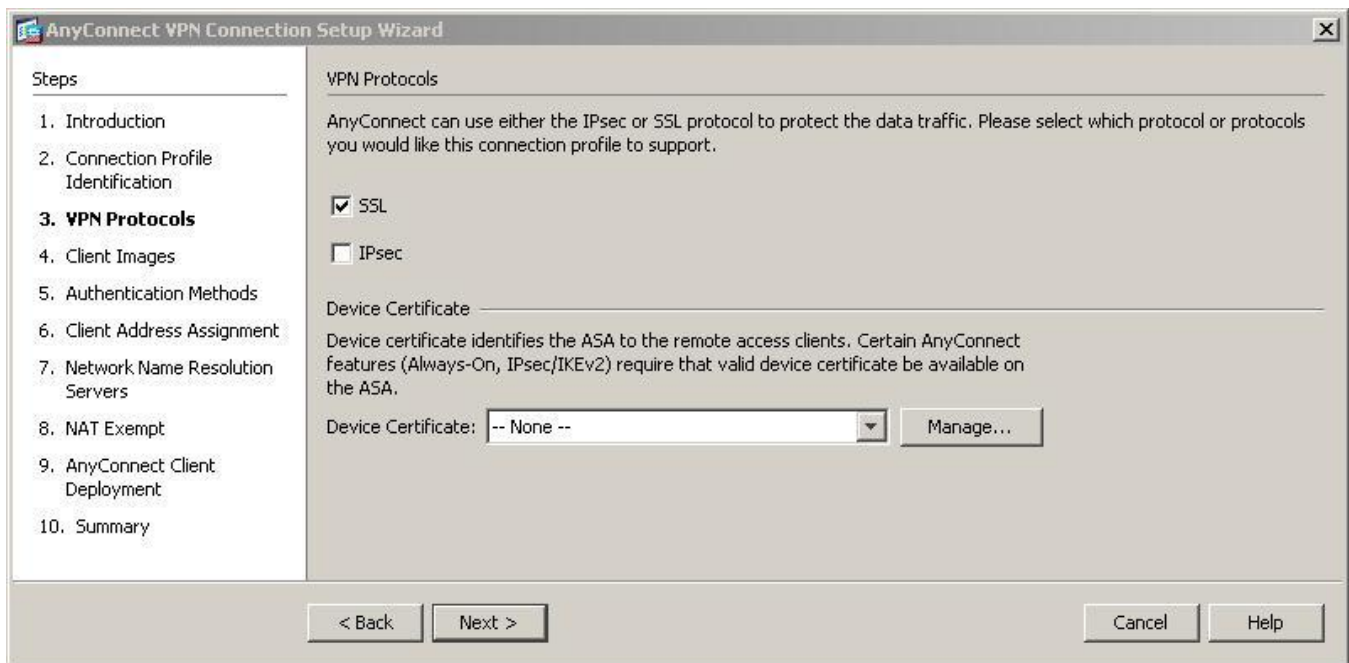 AnyConnect VPN Connection Setup Wizard
Steps
1. Introduction
2. Connection Profile
Identification
3. VPN Protocols
4. Client Images
5. Authentication Methods
6. Client Address Assignment
7. Network Name Resolution
Servers
8. NAT Exempt
9. AnyConnect Client
Deployment
10. Summary
VPN Protocols
AnyConnect can use either the IPsec or SSL protocol to protect the data traffic. Please select which protocol or protocols
you would like this connection profile to support.
SSL
IPsec
Device Certificate
Device certificate identifies the ASA to the remote access clients. Certain AnyConnect
features (Always-On, IPsec/IKEv2) require that valid device certificate be available on
the ASA.
Device Certificate: -- None -- Manage...
< Back Next > Cancel Help